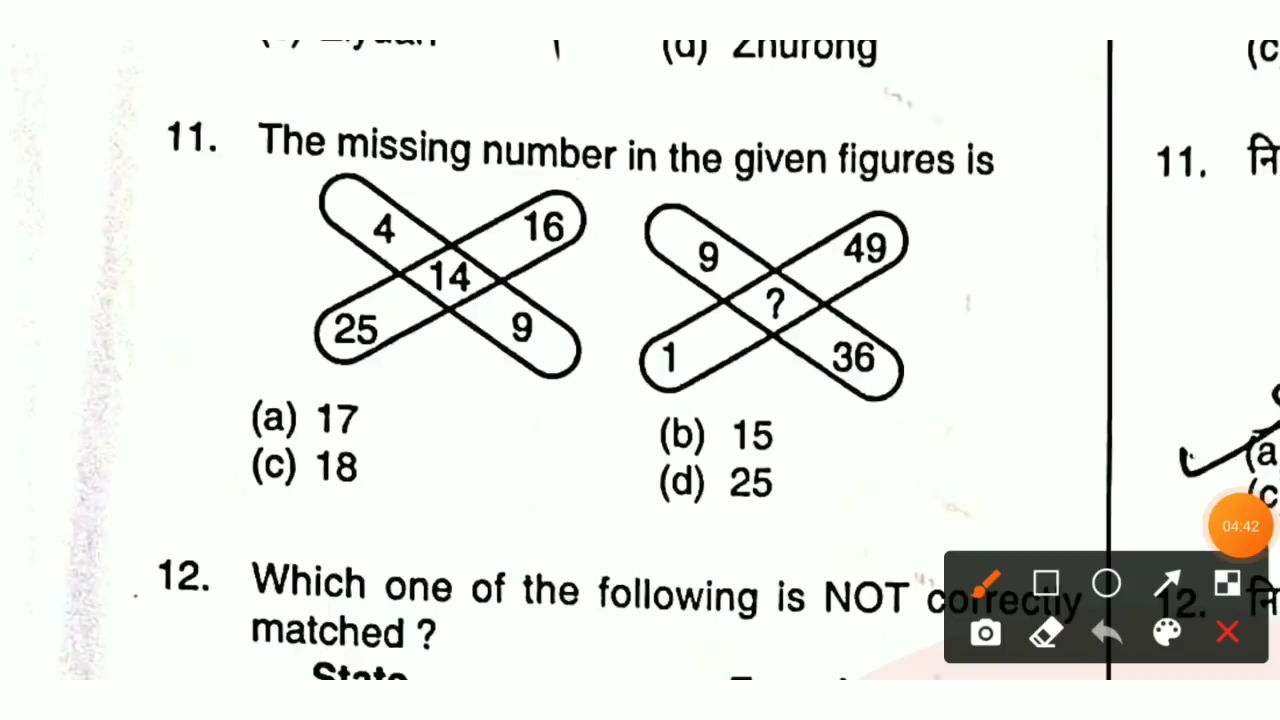 (d) Zhurong
(c
11. The missing number in the given figures is
4 16 14 25 9
9 49 ? 1 36
(a) 17 (b) 15
(c) 18 (d) 25
12. Which one of the following is NOT correctly
matched ?
State
11. नि
(a
(c
12. नि
04:42